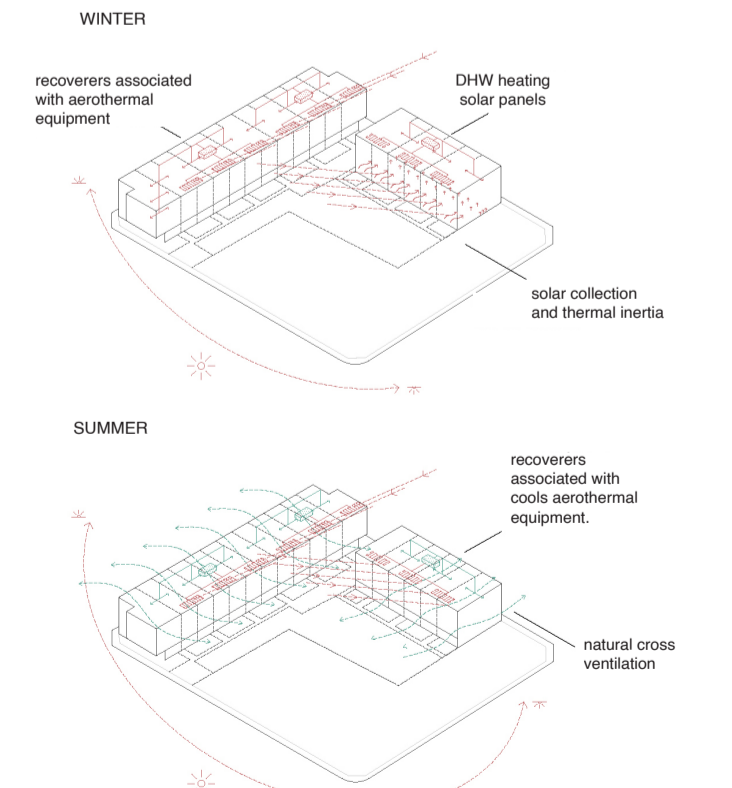 WINTER
recoverers associated
with aerothermal
equipment
DHW heating
solar panels
solar collection
and thermal inertia
SUMMER
recoverers
associated with
cools aerothermal
equipment.
natural cross
ventilation